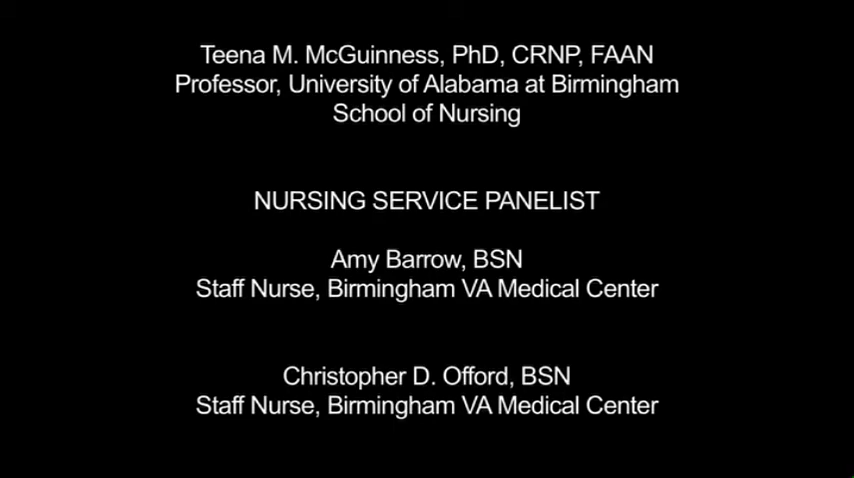 Teena M. McGuinness, PhD, CRNP, FAAN
Professor, University of Alabama at Birmingham
School of Nursing
NURSING SERVICE PANELIST
Amy Barrow, BSN
Staff Nurse, Birmingham VA Medical Center
Christopher D. Offord, BSN
Staff Nurse, Birmingham VA Medical Center